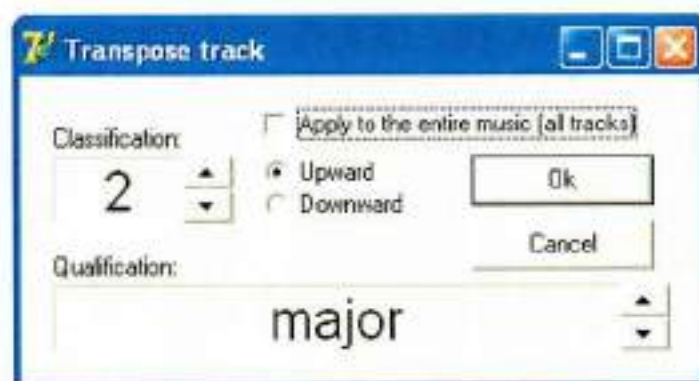 Transpose track
Apply to the entire music (all tracks)
Classification:
2
Upward
Downward
Ok
Cancel
Qualification:
major